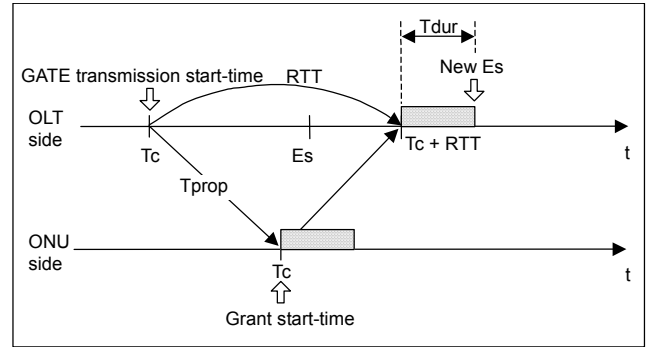 Tdur
GATE transmission start-time
RTT
New Es
OLT
side
Tc
Es
Tc + RTT
t
Tprop
ONU
side
Tc
t
Grant start-time